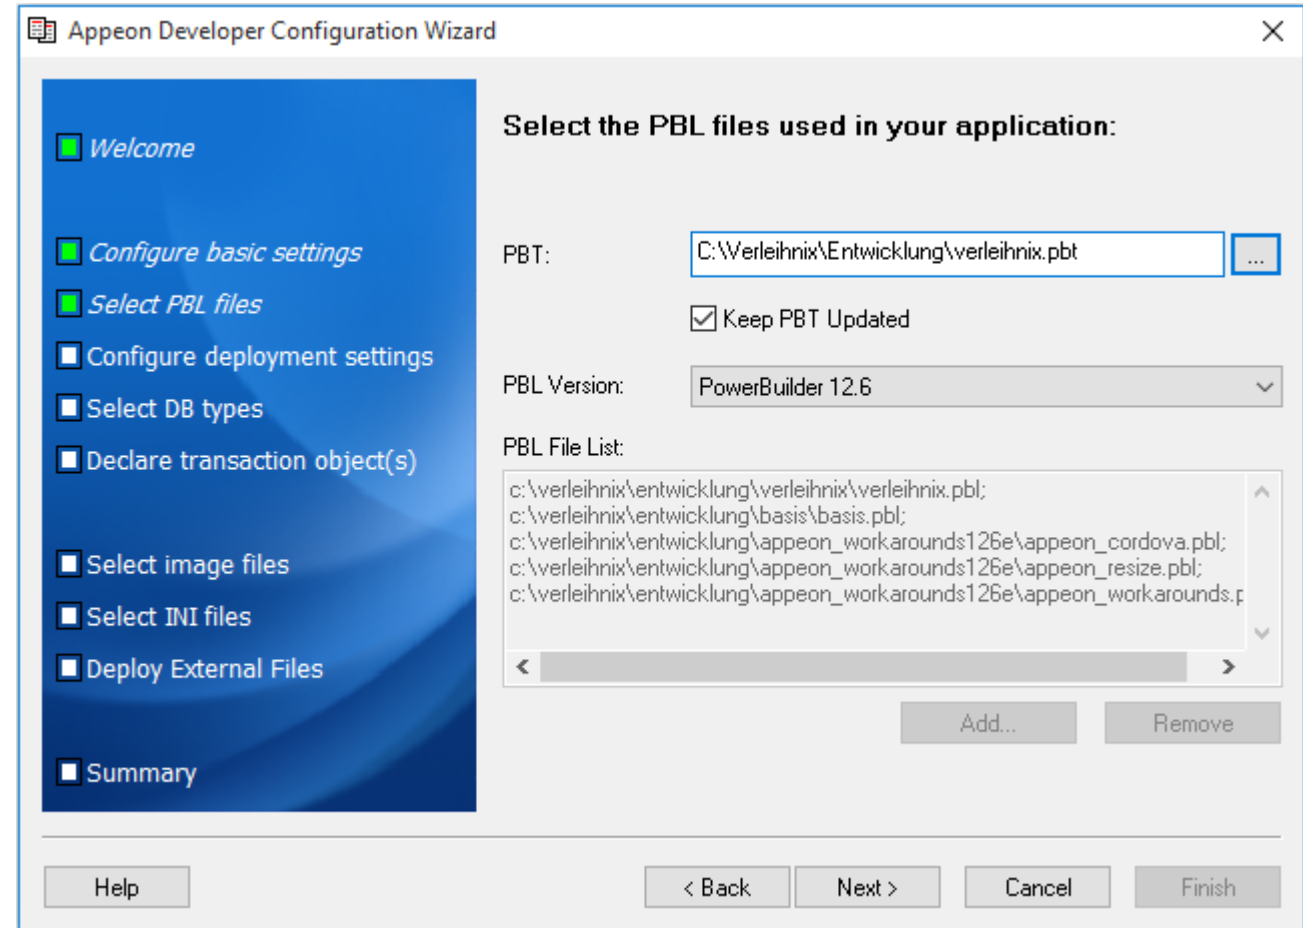 Appeon Developer Configuration Wizard
Welcome
Configure basic settings
Select PBL files
Configure deployment settings
Select DB types
Declare transaction object(s)
Select image files
Select INI files
Deploy External Files
Summary
Select the PBL files used in your application:
PBT:
C:\Verleihnix\Entwicklung\verleihnix.pbt
...
Keep PBT Updated
PBL Version:
PowerBuilder 12.6
PBL File List:
c:\verleihnix\entwicklung\verleihnix\verleihnix.pbl;
c:\verleihnix\entwicklung\basis\basis.pbl;
c:\verleihnix\entwicklung\appeon_workarounds126e\appeon_cordova.pbl;
c:\verleihnix\entwicklung\appeon_workarounds126e\appeon_resize.pbl;
c:\verleihnix\entwicklung\appeon_workarounds126e\appeon_workarounds.p
Add...
Remove
Help
< Back
Next >
Cancel
Finish